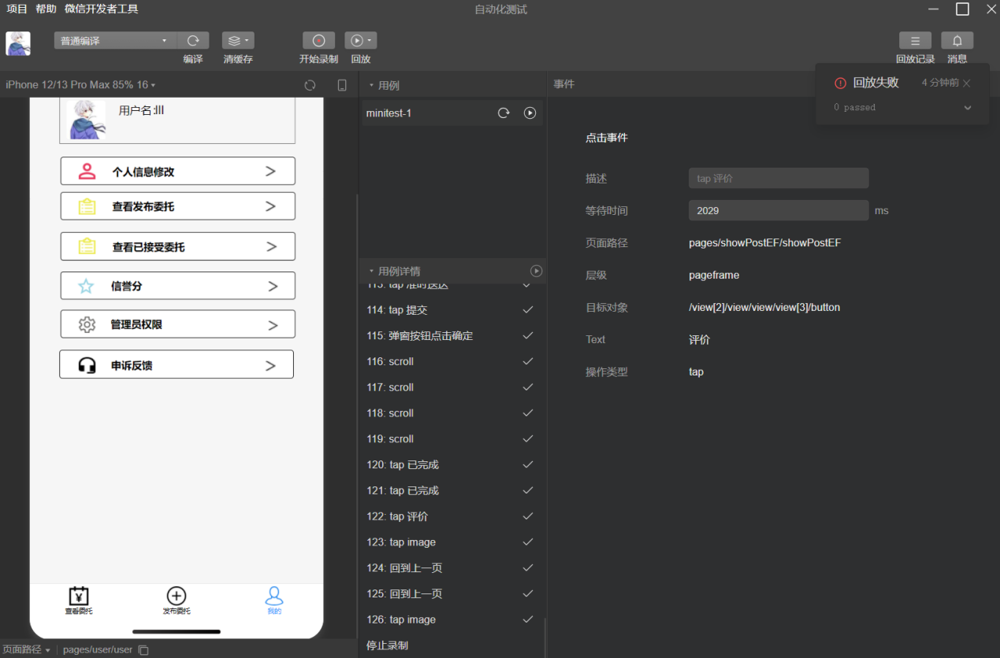 项目 帮助 微信开发者工具
自动化测试
普通编译
编译
清缓存
开始录制
回放
回放记录
消息
iPhone 12/13 Pro Max 85% 16
用例
事件
回放失败
4 分钟前
0 passed
用户名:lll
个人信息修改
查看发布委托
查看已接受委托
信誉分
管理员权限
申诉反馈
查看委托
发布委托
我的
页面路径
pages/user/user
minitest-1
用例详情
113: tap 准时送达
114: tap 提交
115: 弹窗按钮点击确定
116: scroll
117: scroll
118: scroll
119: scroll
120: tap 已完成
121: tap 已完成
122: tap 评价
123: tap image
124: 回到上一页
125: 回到上一页
126: tap image
停止录制
点击事件
描述
tap 评价
等待时间
2029
ms
页面路径
pages/showPostEF/showPostEF
层级
pageframe
目标对象
/view[2]/view/view/view[3]/button
Text
评价
操作类型
tap